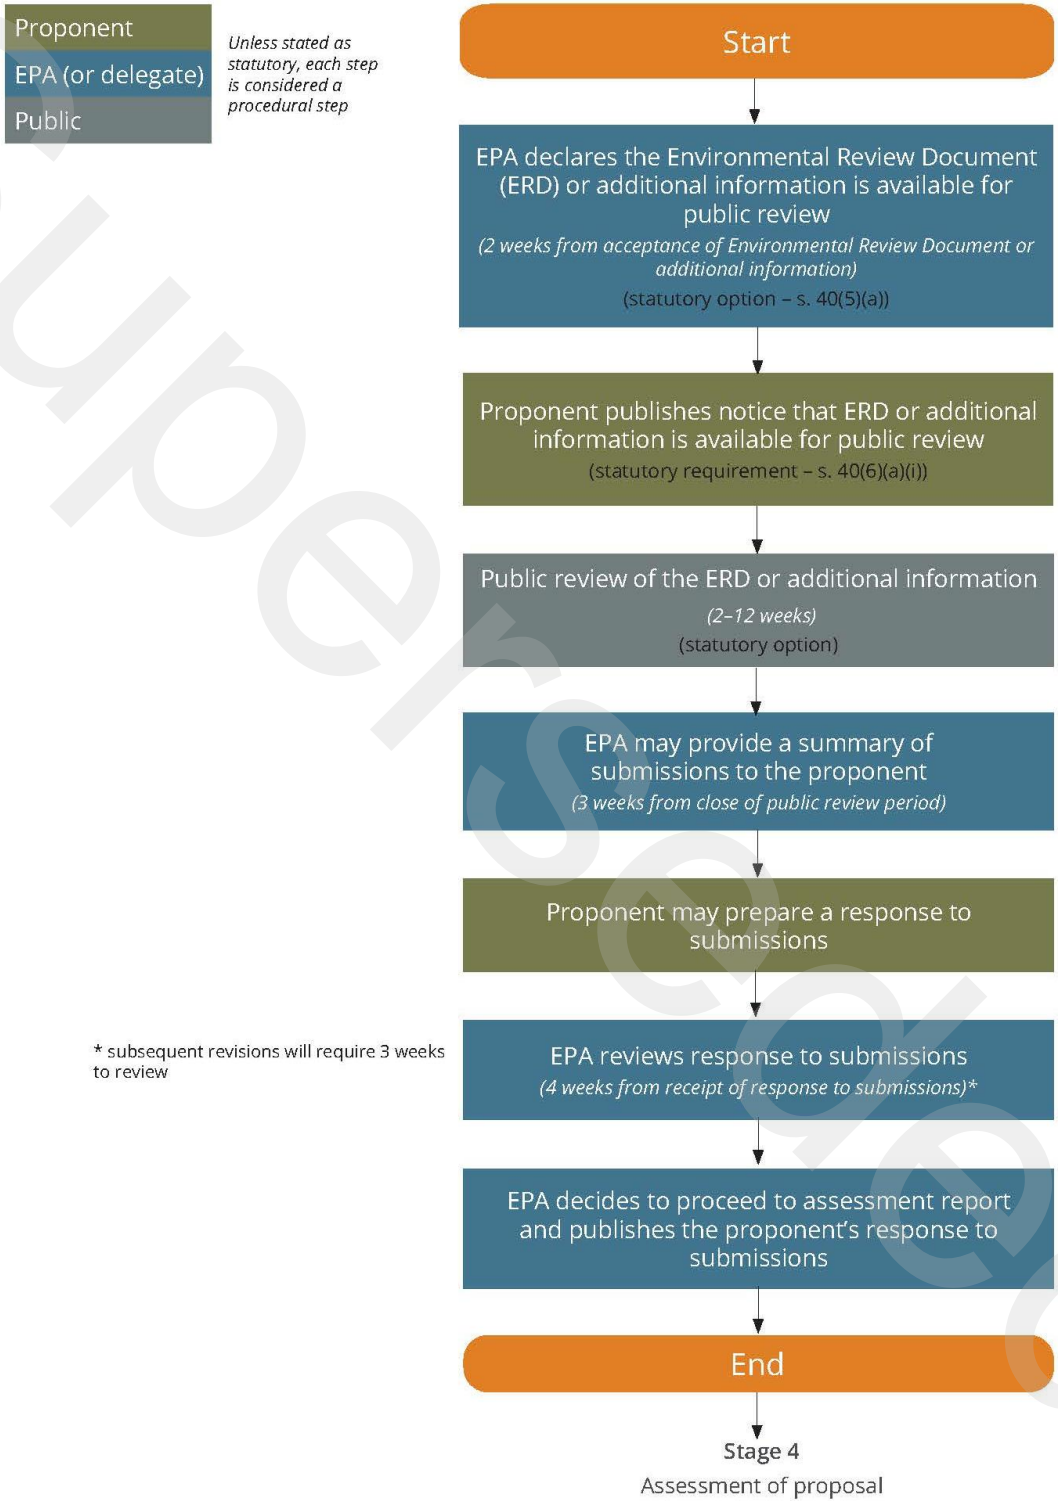 Proponent
EPA (or delegate)
Public
Unless stated as
statutory, each step
is considered a
procedural step
Start
EPA declares the Environmental Review Document
(ERD) or additional information is available for
public review
(2 weeks from acceptance of Environmental Review Document or
additional information)
(statutory option – s. 40(5)(a))
Proponent publishes notice that ERD or additional
information is available for public review
(statutory requirement – s. 40(6)(a)(i))
Public review of the ERD or additional information
(2–12 weeks)
(statutory option)
EPA may provide a summary of
submissions to the proponent
(3 weeks from close of public review period)
Proponent may prepare a response to
submissions
* subsequent revisions will require 3 weeks
to review
EPA reviews response to submissions
(4 weeks from receipt of response to submissions)*
EPA decides to proceed to assessment report
and publishes the proponent’s response to
submissions
End
Stage 4
Assessment of proposal
Superseded